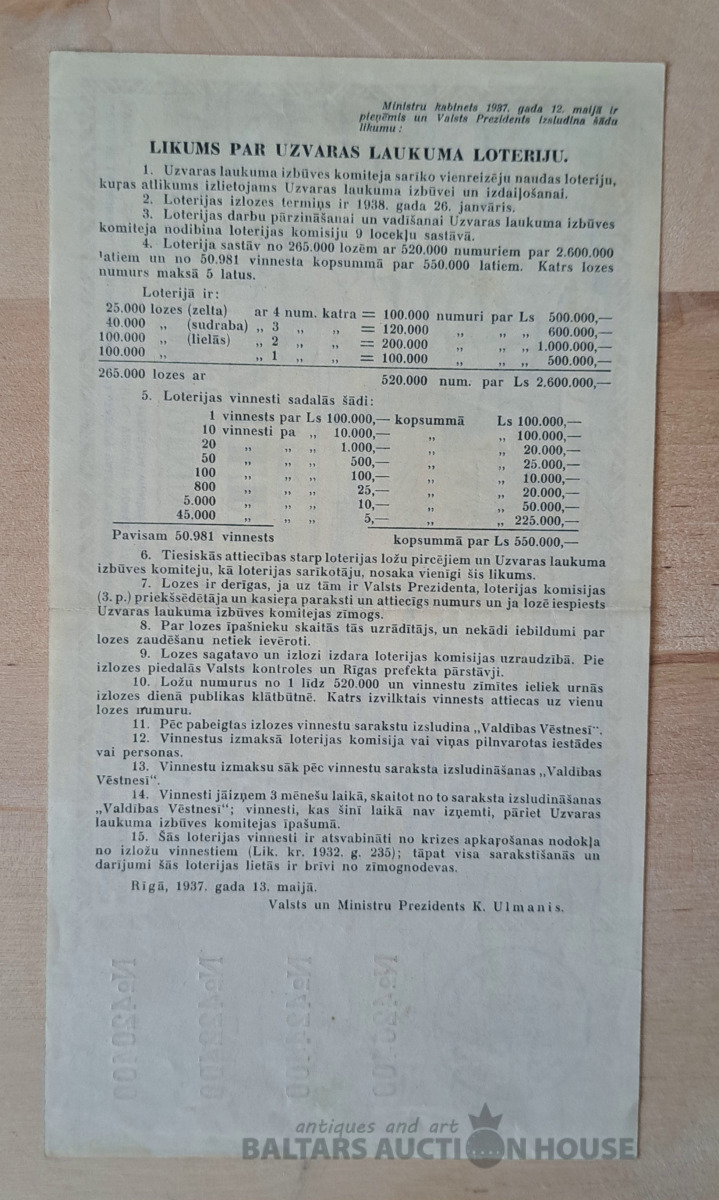 Ministru kabinets 1937. gada 12. maijā ir
pieņēmis un Valsts Prezidents izsludina šādu
likumu:
LIKUMS PAR UZVARAS LAUKUMA LOTERIJU.
1. Uzvaras laukuma izbūves komiteja sarīko vienreizēju naudas loteriju,
kuŗas atlikums izlietojams Uzvaras laukuma izbūvei un izdaiļošanai.
2. Loterijas izlozes termiņs ir 1938. gada 26. janvāris.
3. Loterijas darbu pārzināšanai un vadīšanai Uzvaras laukuma izbūves
komiteja nodibina loterijas komisiju 9 locekļu sastāvā.
4. Loterija sastāv no 265.000 lozēm ar 520.000 numuriem par 2.600.000
latiem un no 50.981 vinnesta kopsummā par 550.000 latiem. Katrs lozes
numurs maksā 5 latus.
Loterijā ir:
25.000 lozes (zelta) ar 4 num. katra = 100.000 numuri par Ls 500.000,—
40.000 „ (sudraba) „ 3 „ „ = 120.000 „ „ „ 600.000,—
100.000 „ (lielās) „ 2 „ „ = 200.000 „ „ „ 1.000.000,—
100.000 „ „ 1 „ „ = 100.000 „ „ „ 500.000,—
265.000 lozes ar 520.000 num. par Ls 2.600.000,—
5. Loterijas vinnesti sadalās šādi:
1 vinnests par Ls 100.000,— kopsummā Ls 100.000,—
10 vinnesti pa „ 10.000,— „ „ 100.000,—
20 „ „ „ 1.000,— „ „ 20.000,—
50 „ „ „ 500,— „ „ 25.000,—
100 „ „ „ 100,— „ „ 10.000,—
800 „ „ „ 25,— „ „ 20.000,—
5.000 „ „ „ 10,— „ „ 50.000,—
45.000 „ „ „ 5,— „ „ 225.000,—
Pavisam 50.981 vinnests kopsummā par Ls 550.000,—
6. Tiesiskās attiecības starp loterijas ložu pircējiem un Uzvaras laukuma
izbūves komiteju, kā loterijas sarīkotāju, nosaka vienīgi šis likums.
7. Lozes ir derīgas, ja uz tām ir Valsts Prezidenta, loterijas komisijas
(3. p.) priekšsēdētāja un kasieŗa paraksti un attiecīgs numurs un ja lozē iespiests
Uzvaras laukuma izbūves komitejas zīmogs.
8. Par lozes īpašnieku skaitās tās uzrādītājs, un nekādi iebildumi par
lozes zaudēšanu netiek ievēroti.
9. Lozes sagatavo un izlozi izdara loterijas komisijas uzraudzībā. Pie
izlozes piedalās Valsts kontroles un Rīgas prefekta pārstāvji.
10. Ložu numurus no 1 līdz 520.000 un vinnestu zīmītes ieliek urnās
izlozes dienā publikas klātbūtnē. Katrs izvilktais vinnests attiecas uz vienu
lozes numuru.
11. Pēc pabeigtas izlozes vinnestu sarakstu izsludina „Valdības Vēstnesī“.
12. Vinnestus izmaksā loterijas komisija vai viņas pilnvarotas iestādes
vai personas.
13. Vinnestu izmaksu sāk pēc vinnestu saraksta izsludināšanas „Valdības
Vēstnesī“.
14. Vinnesti jāizņem 3 mēnešu laikā, skaitot no to saraksta izsludināšanas
„Valdības Vēstnesī“; vinnesti, kas šinī laikā nav izņemti, pāriet Uzvaras
laukuma izbūves komitejas īpašumā.
15. Šās loterijas vinnesti ir atsvabināti no krizes apkaŗošanas nodokļa
no izložu vinnestiem (Lik. kr. 1932. g. 235); tāpat visa sarakstīšanās un
darījumi šās loterijas lietās ir brīvi no zīmognodevas.
Rīgā, 1937. gada 13. maijā.
Valsts un Ministru Prezidents K. Ulmanis.
antiques and art
BALTARS AUCTION HOUSE